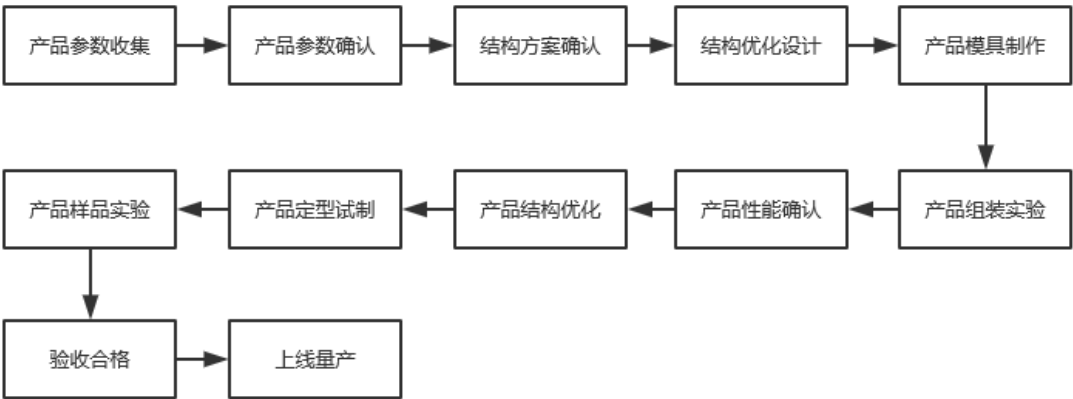 产品参数收集
产品参数确认
结构方案确认
结构优化设计
产品模具制作
产品组装实验
产品性能确认
产品结构优化
产品定型试制
产品样品实验
验收合格
上线量产